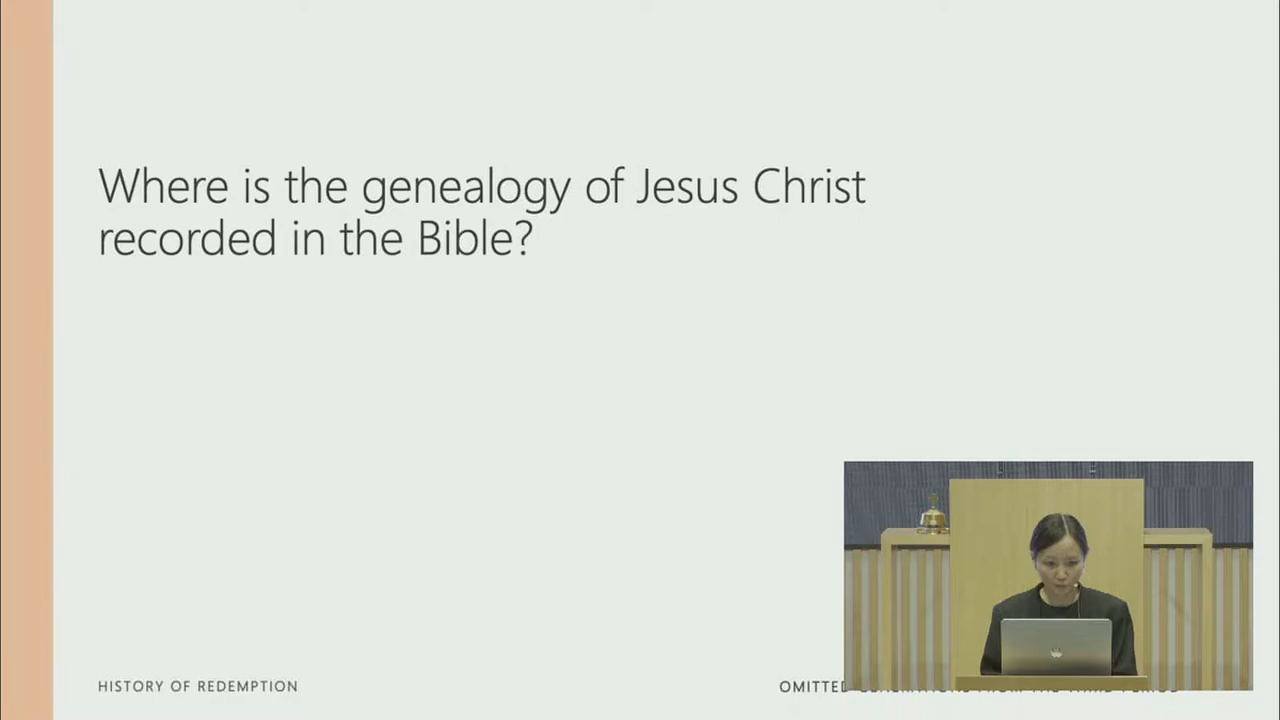 Where is the genealogy of Jesus Christ
recorded in the Bible?
HISTORY OF REDEMPTION
OMITTED